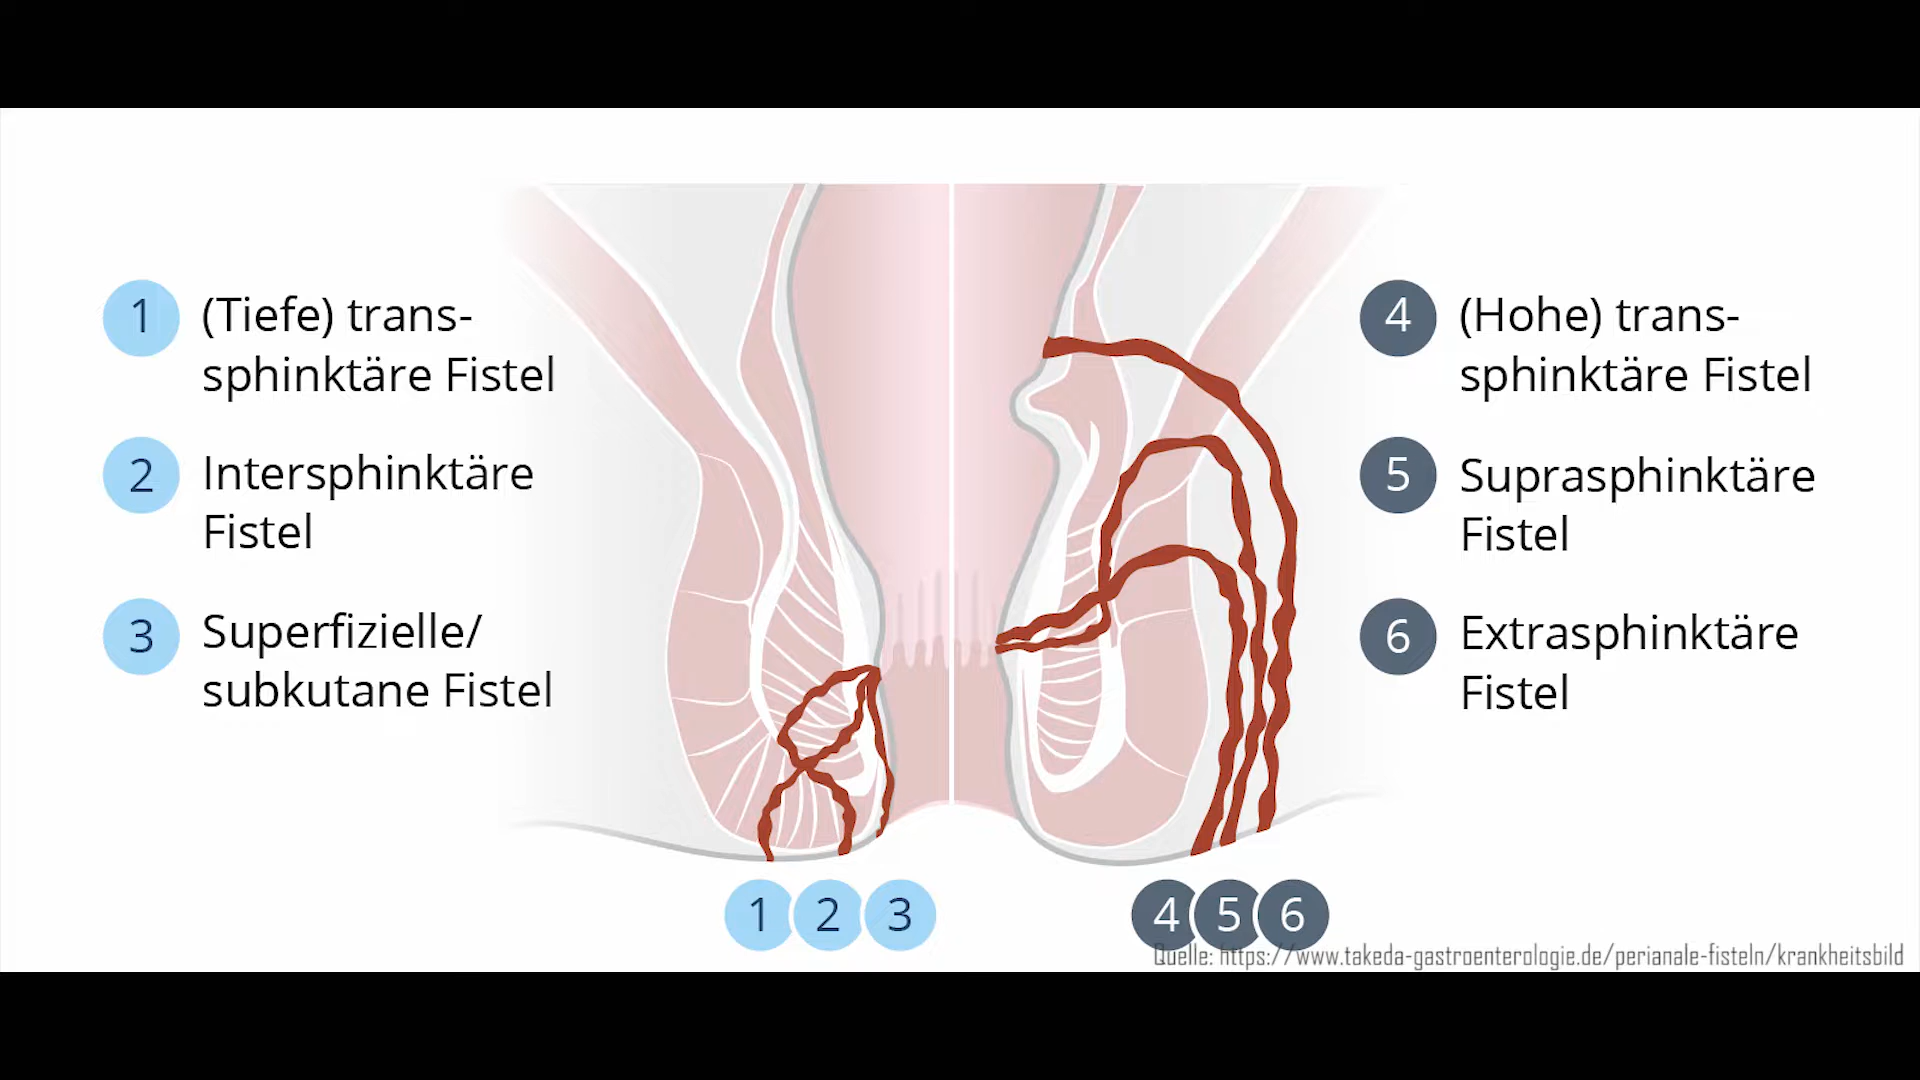 1 (Tiefe) trans-
sphinktäre Fistel
2 Intersphinktäre
Fistel
3 Superfizielle/
subkutane Fistel
4 (Hohe) trans-
sphinktäre Fistel
5 Suprasphinktäre
Fistel
6 Extrasphinktäre
Fistel
1 2 3
4 5 6
Quelle: https://www.takeda-gastroenterologie.de/perianale-fisteln/krankheitsbild